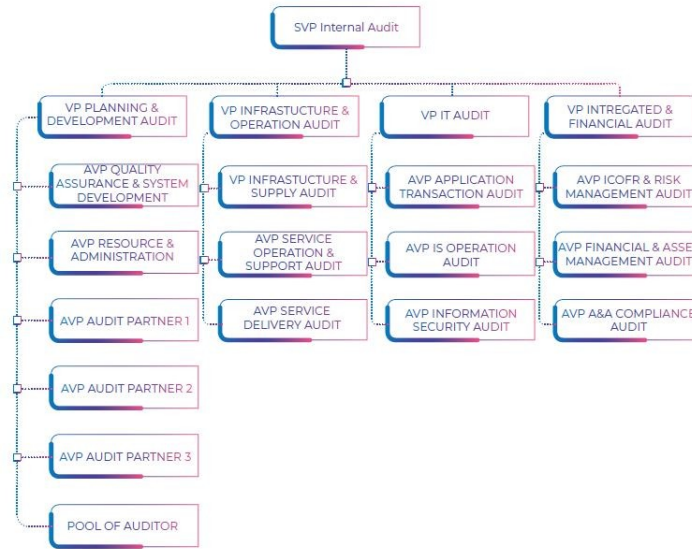 SVP Internal Audit
VP PLANNING &
DEVELOPMENT AUDIT
AVP QUALITY
ASSURANCE & SYSTEM
DEVELOPMENT
AVP RESOURCE &
ADMINISTRATION
AVP AUDIT PARTNER 1
AVP AUDIT PARTNER 2
AVP AUDIT PARTNER 3
POOL OF AUDITOR
VP INFRASTUCTURE &
OPERATION AUDIT
VP INFRASTUCTURE &
SUPPLY AUDIT
AVP SERVICE
OPERATION &
SUPPORT AUDIT
AVP SERVICE
DELIVERY AUDIT
VP IT AUDIT
AVP APPLICATION
TRANSACTION AUDIT
AVP IS OPERATION
AUDIT
AVP INFORMATION
SECURITY AUDIT
VP INTREGATED &
FINANCIAL AUDIT
AVP ICOFR & RISK
MANAGEMENT AUDIT
AVP FINANCIAL & ASSE
MANAGEMENT AUDIT
AVP A&A COMPLIANCE
AUDIT